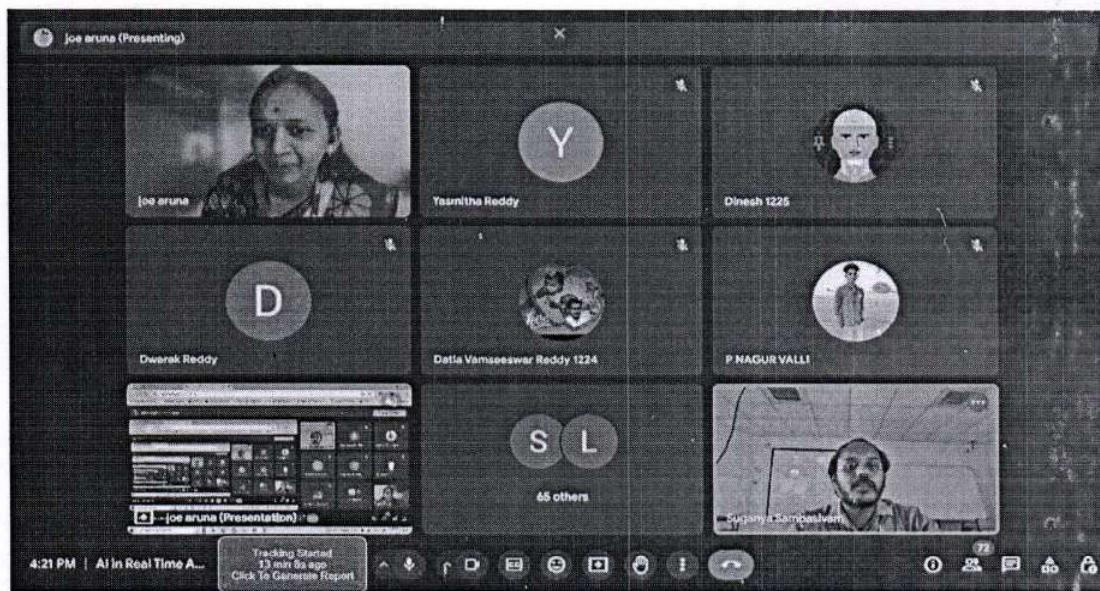 joe aruna (Presenting)
joe aruna
Y
Yasmitha Reddy
Dinesh 1225
D
Dwarak Reddy
Datla Vamseeswar Reddy 1224
P NAGUR VALLI
joe aruna (Presentation)
S L
65 others
Suganya Sambasivam
4:21 PM | AI in Real Time A...
Tracking Started
13 min 8s ago
Click To Generate Report
72